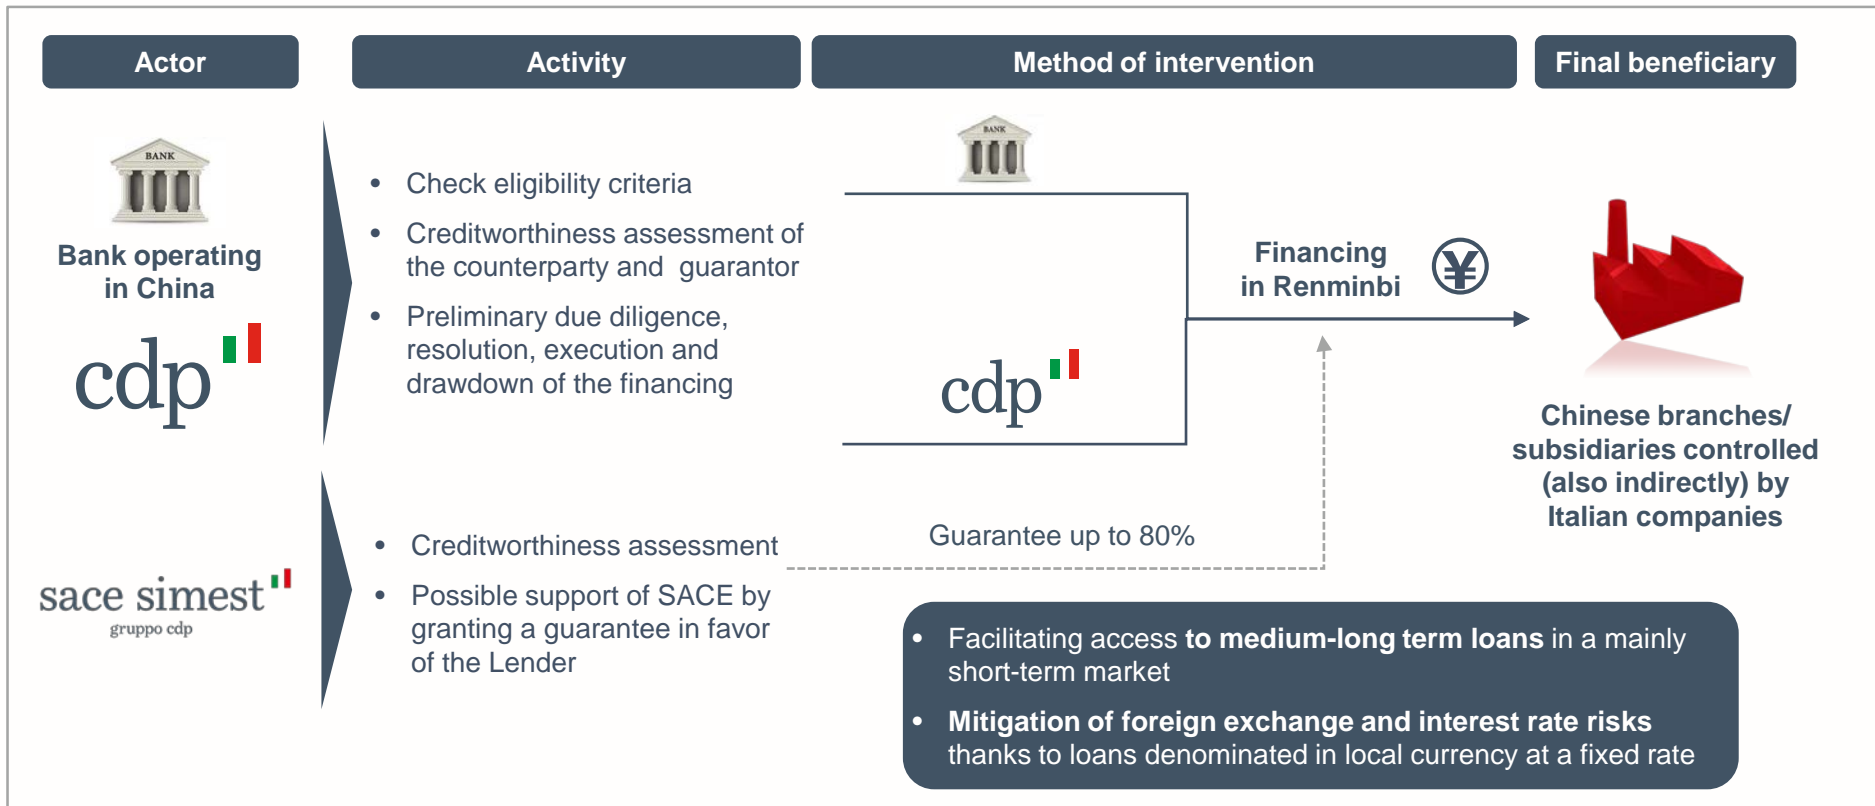 Actor
Activity
Method of intervention
Final beneficiary
BANK
Bank operating
in China
cdp
• Check eligibility criteria
• Creditworthiness assessment of
the counterparty and guarantor
• Preliminary due diligence,
resolution, execution and
drawdown of the financing
BANK
cdp
Financing
in Renminbi
¥
Chinese branches/
subsidiaries controlled
(also indirectly) by
Italian companies
sace simest
gruppo cdp
• Creditworthiness assessment
• Possible support of SACE by
granting a guarantee in favor
of the Lender
Guarantee up to 80%
• Facilitating access to medium-long term loans in a mainly
short-term market
• Mitigation of foreign exchange and interest rate risks
thanks to loans denominated in local currency at a fixed rate